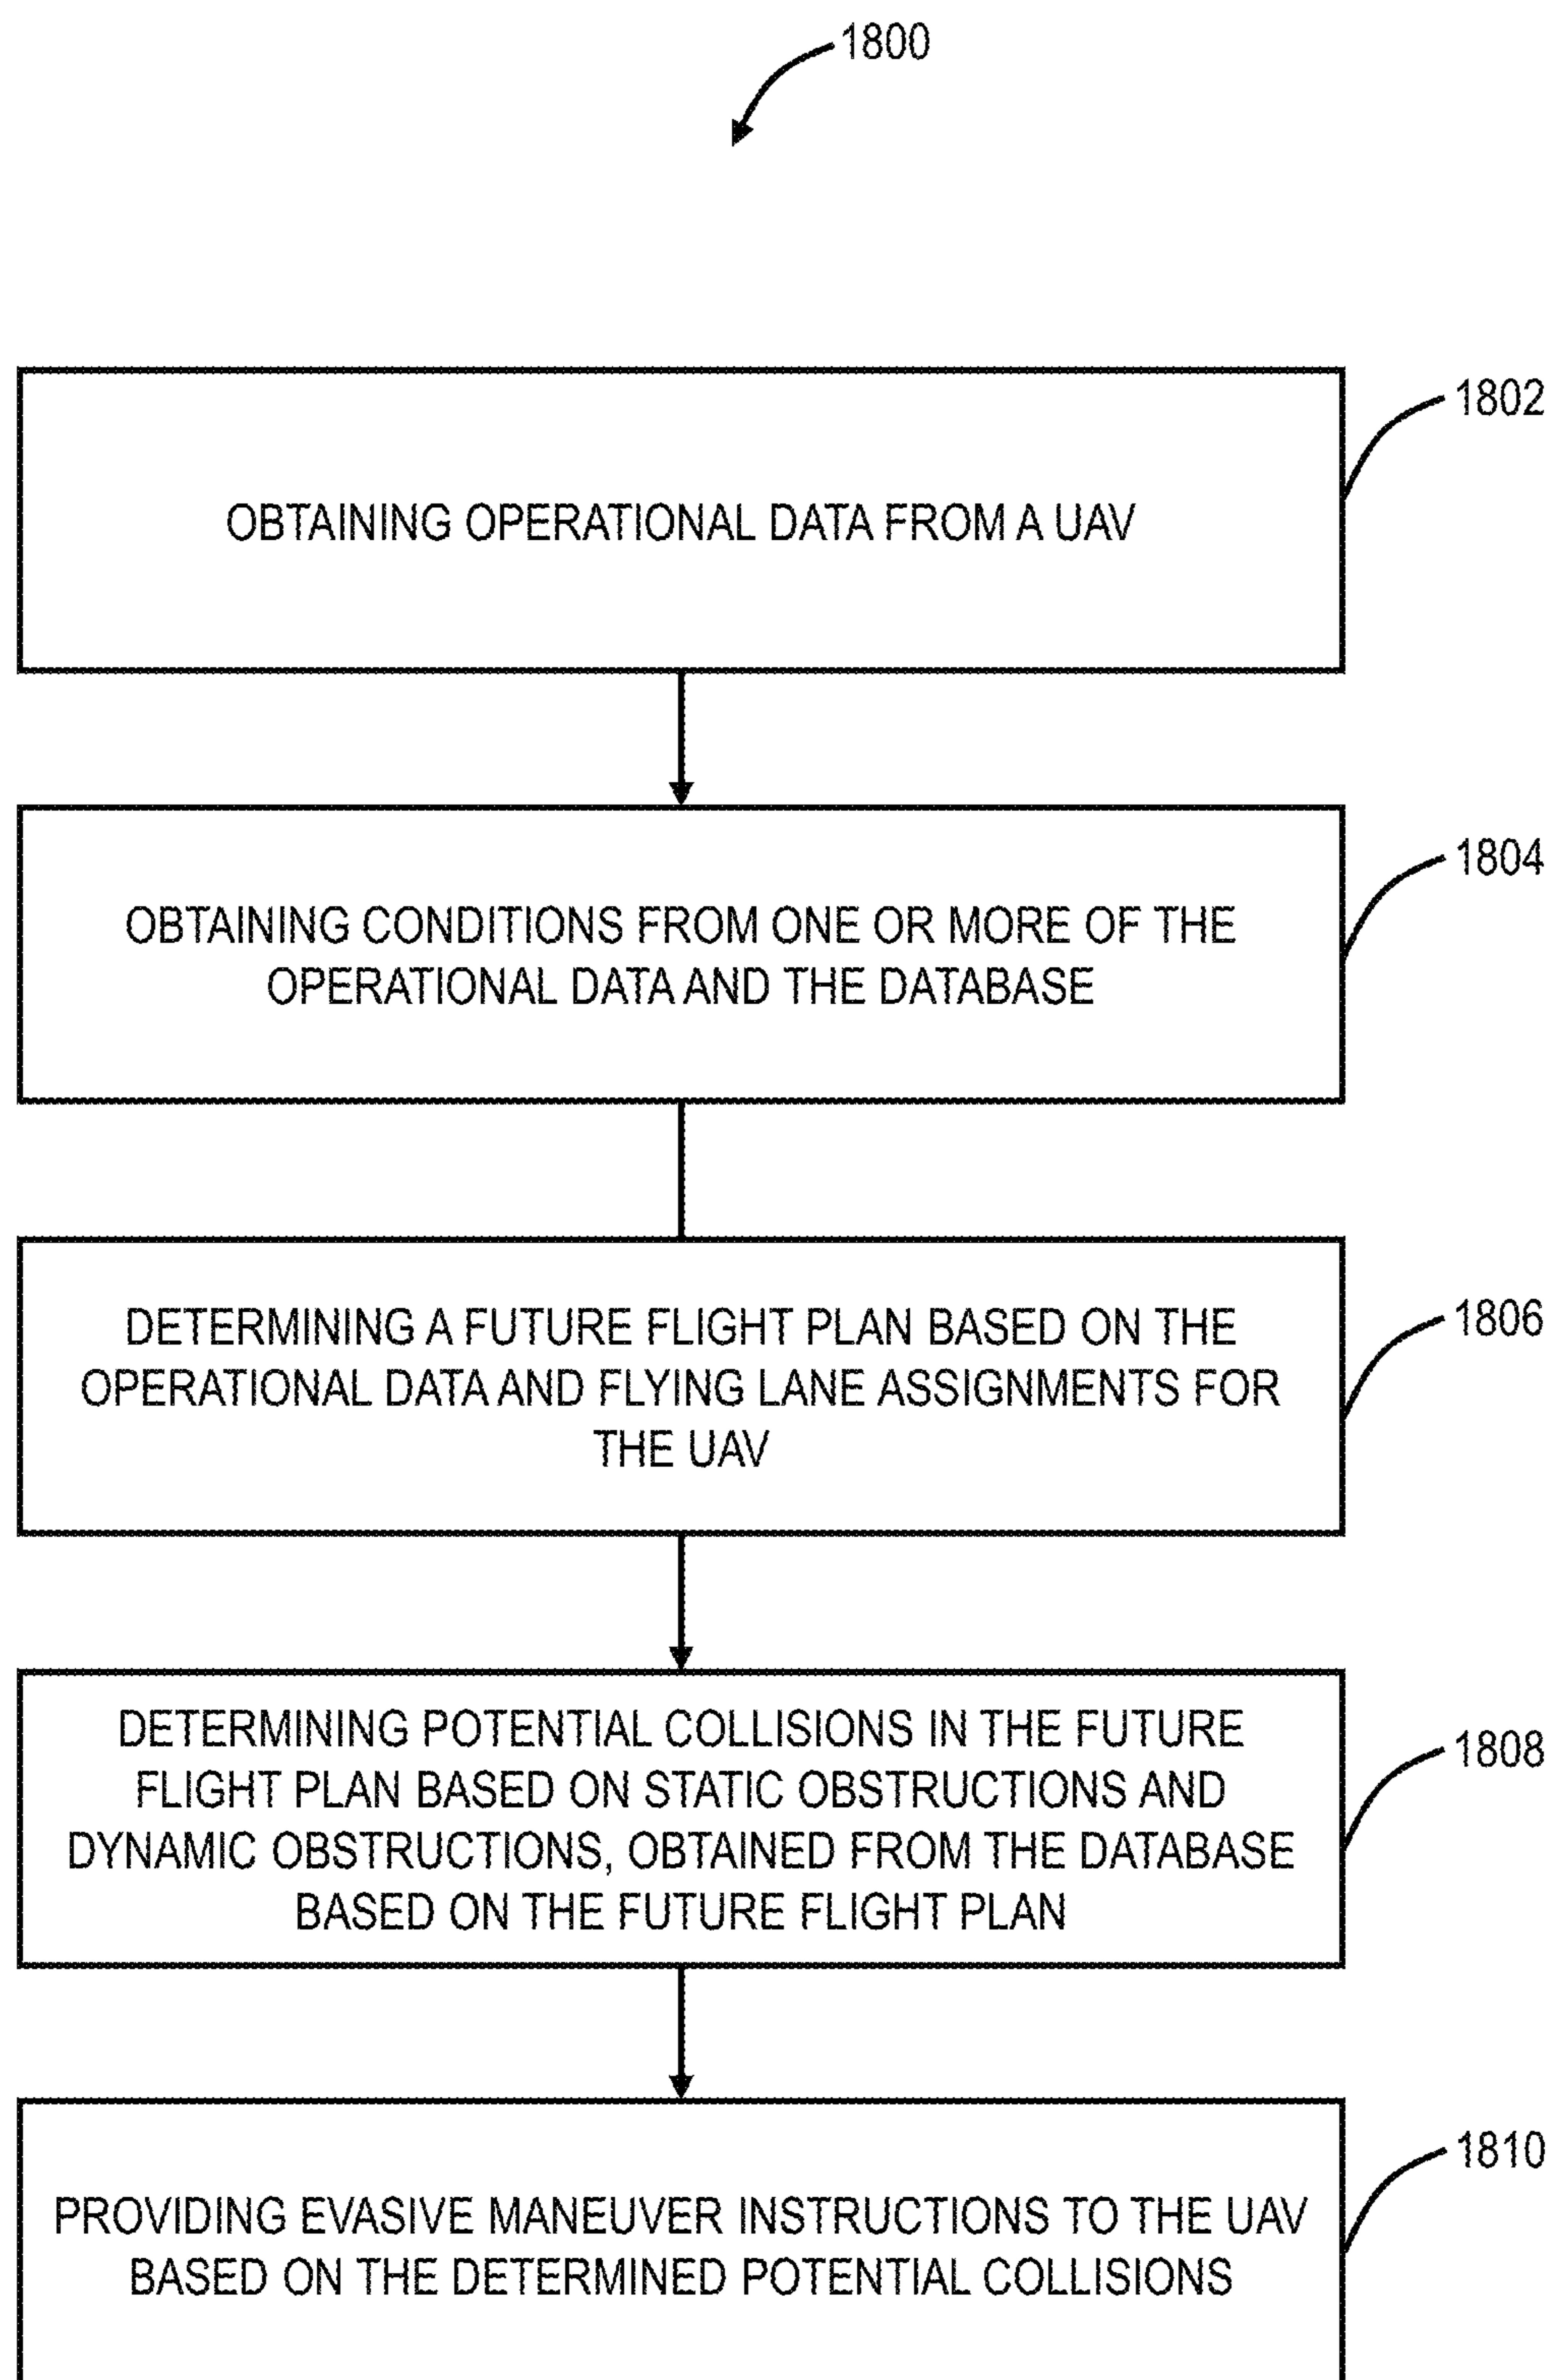 1800
1802
OBTAINING OPERATIONAL DATA FROM A UAV
1804
OBTAINING CONDITIONS FROM ONE OR MORE OF THE
OPERATIONAL DATA AND THE DATABASE
1806
DETERMINING A FUTURE FLIGHT PLAN BASED ON THE
OPERATIONAL DATA AND FLYING LANE ASSIGNMENTS FOR
THE UAV
1808
DETERMINING POTENTIAL COLLISIONS IN THE FUTURE
FLIGHT PLAN BASED ON STATIC OBSTRUCTIONS AND
DYNAMIC OBSTRUCTIONS, OBTAINED FROM THE DATABASE
BASED ON THE FUTURE FLIGHT PLAN
1810
PROVIDING EVASIVE MANEUVER INSTRUCTIONS TO THE UAV
BASED ON THE DETERMINED POTENTIAL COLLISIONS